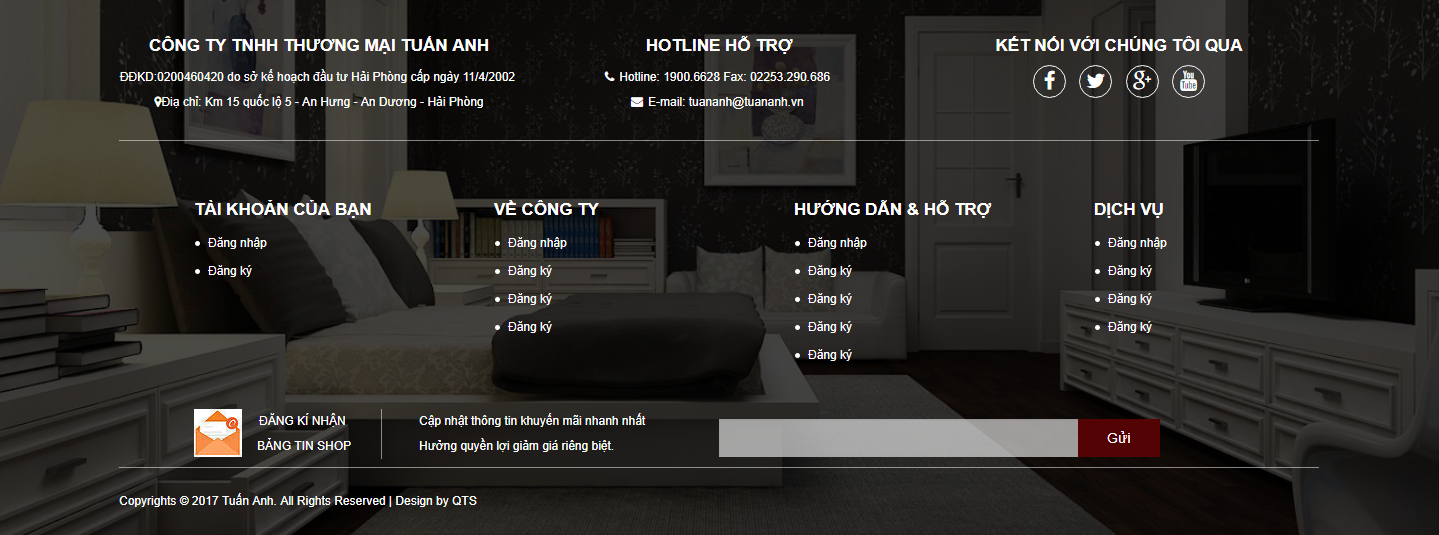 CÔNG TY TNHH THƯƠNG MẠI TUẤN ANH
ĐĐKD:0200460420 do sở kế hoạch đầu tư Hải Phòng cấp ngày 11/4/2002
Địa chỉ: Km 15 quốc lộ 5 - An Hưng - An Dương - Hải Phòng
HOTLINE HỖ TRỢ
Hotline: 1900.6628 Fax: 02253.290.686
E-mail: tuananh@tuananh.vn
KẾT NỐI VỚI CHÚNG TÔI QUA
You Tube
TÀI KHOẢN CỦA BẠN
Đăng nhập
Đăng ký
VỀ CÔNG TY
Đăng nhập
Đăng ký
Đăng ký
Đăng ký
HƯỚNG DẪN & HỖ TRỢ
Đăng nhập
Đăng ký
Đăng ký
Đăng ký
Đăng ký
DỊCH VỤ
Đăng nhập
Đăng ký
Đăng ký
Đăng ký
ĐĂNG KÍ NHẬN
BẢNG TIN SHOP
Cập nhật thông tin khuyến mãi nhanh nhất
Hưởng quyền lợi giảm giá riêng biệt.
Gửi
Copyrights © 2017 Tuấn Anh. All Rights Reserved | Design by QTS